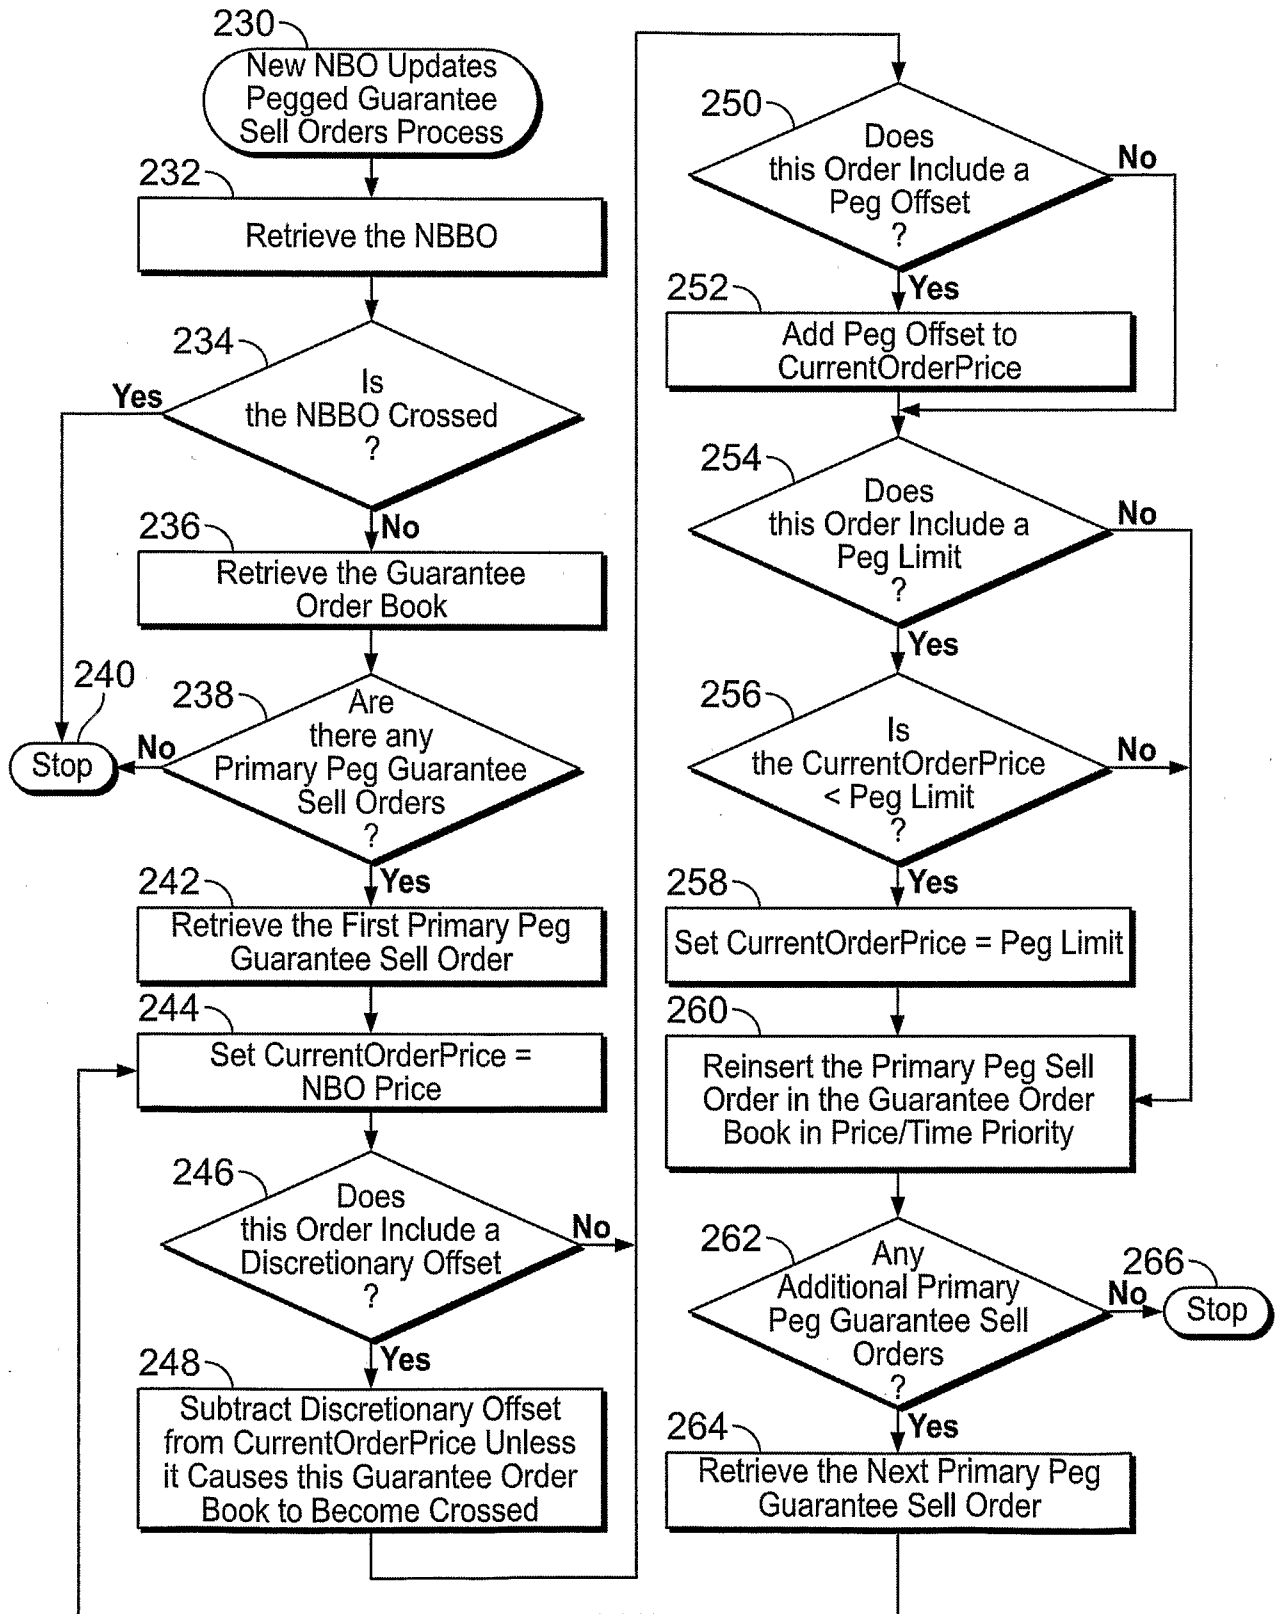 230
New NBO Updates
Pegged Guarantee
Sell Orders Process
232
Retrieve the NBBO
234
Is
the NBBO Crossed
?
Yes
No
236
Retrieve the Guarantee
Order Book
238
Are
there any
Primary Peg Guarantee
Sell Orders
?
No
240
Stop
Yes
242
Retrieve the First Primary Peg
Guarantee Sell Order
244
Set CurrentOrderPrice =
NBO Price
246
Does
this Order Include a
Discretionary Offset
?
No
Yes
248
Subtract Discretionary Offset
from CurrentOrderPrice Unless
it Causes this Guarantee Order
Book to Become Crossed
250
Does
this Order Include a
Peg Offset
?
No
Yes
252
Add Peg Offset to
CurrentOrderPrice
254
Does
this Order Include a
Peg Limit
?
No
Yes
256
Is
the CurrentOrderPrice
< Peg Limit
?
No
Yes
258
Set CurrentOrderPrice = Peg Limit
260
Reinsert the Primary Peg Sell
Order in the Guarantee Order
Book in Price/Time Priority
262
Any
Additional Primary
Peg Guarantee Sell
Orders
?
No
266
Stop
Yes
264
Retrieve the Next Primary Peg
Guarantee Sell Order